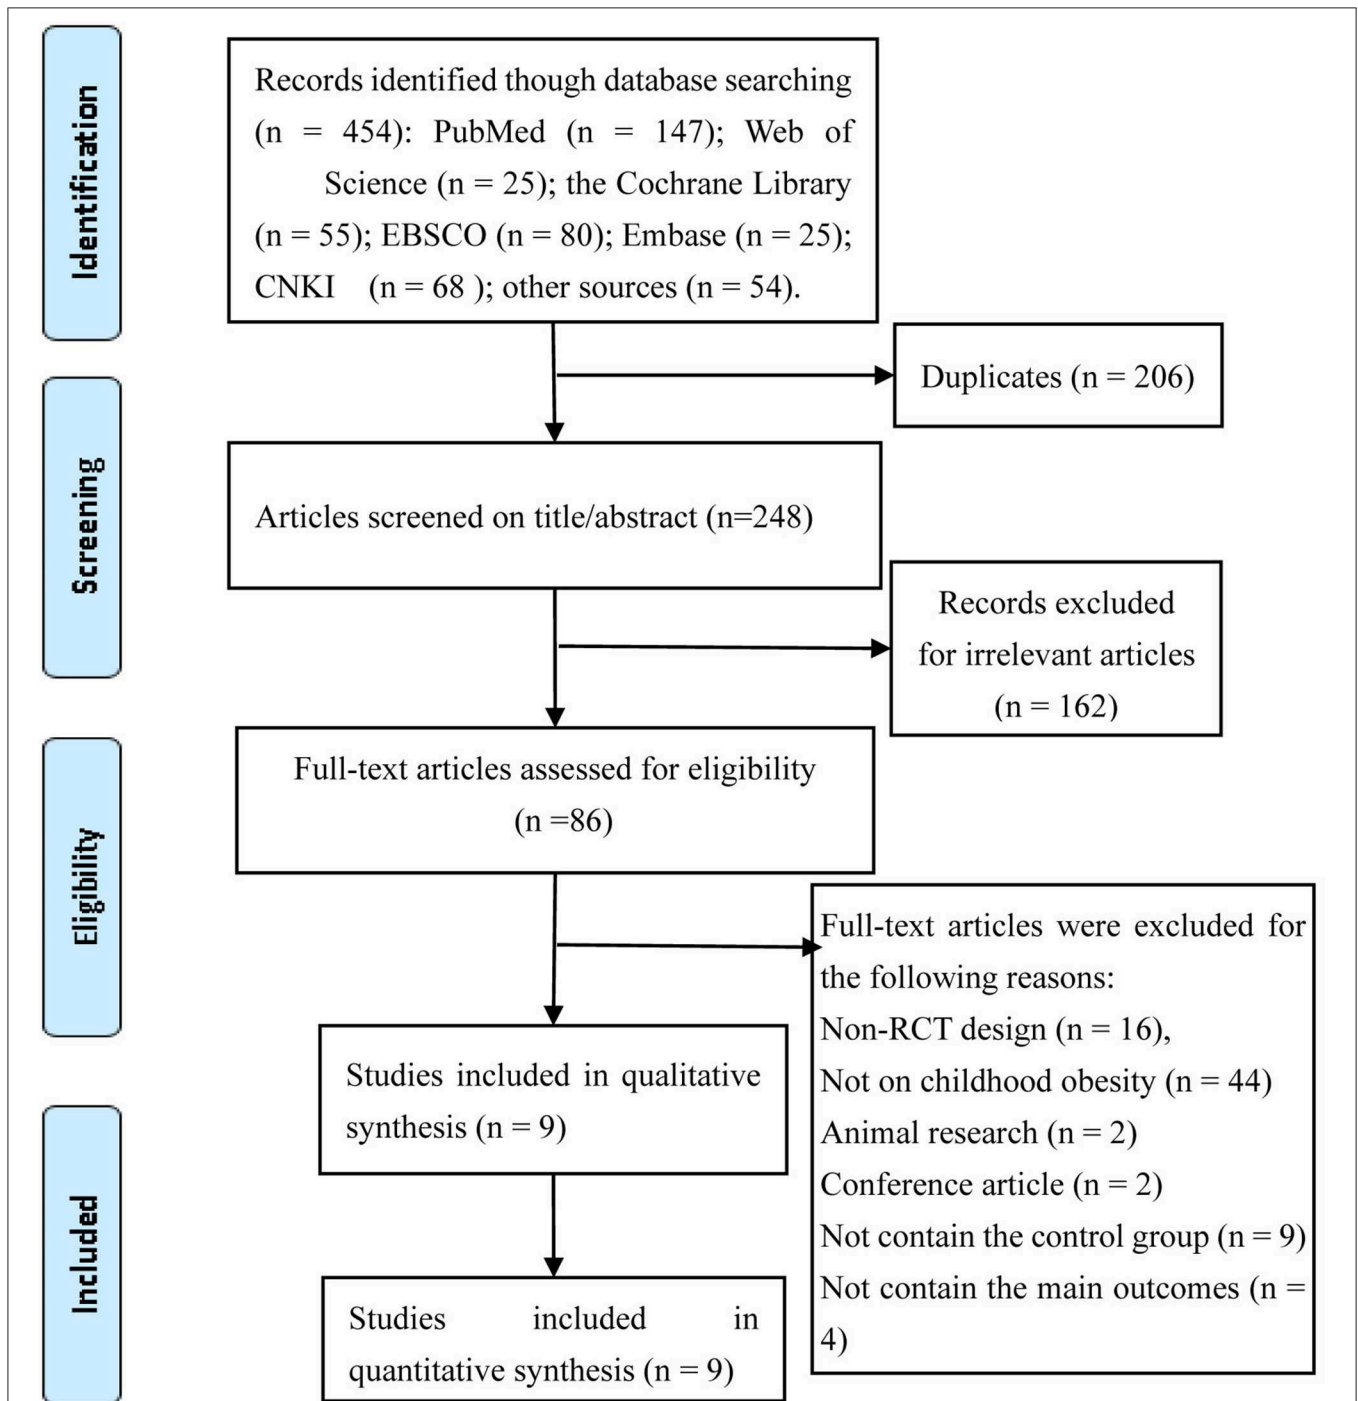 Identification
Records identified though database searching
(n = 454): PubMed (n = 147); Web of
Science (n = 25); the Cochrane Library
(n = 55); EBSCO (n = 80); Embase (n = 25);
CNKI (n = 68 ); other sources (n = 54).
Duplicates (n = 206)
Screening
Articles screened on title/abstract (n=248)
Records excluded
for irrelevant articles
(n = 162)
Eligibility
Full-text articles assessed for eligibility
(n =86)
Full-text articles were excluded for
the following reasons:
Non-RCT design (n = 16),
Not on childhood obesity (n = 44)
Animal research (n = 2)
Conference article (n = 2)
Not contain the control group (n = 9)
Not contain the main outcomes (n =
4)
Included
Studies included in qualitative
synthesis (n = 9)
Studies included in
quantitative synthesis (n = 9)